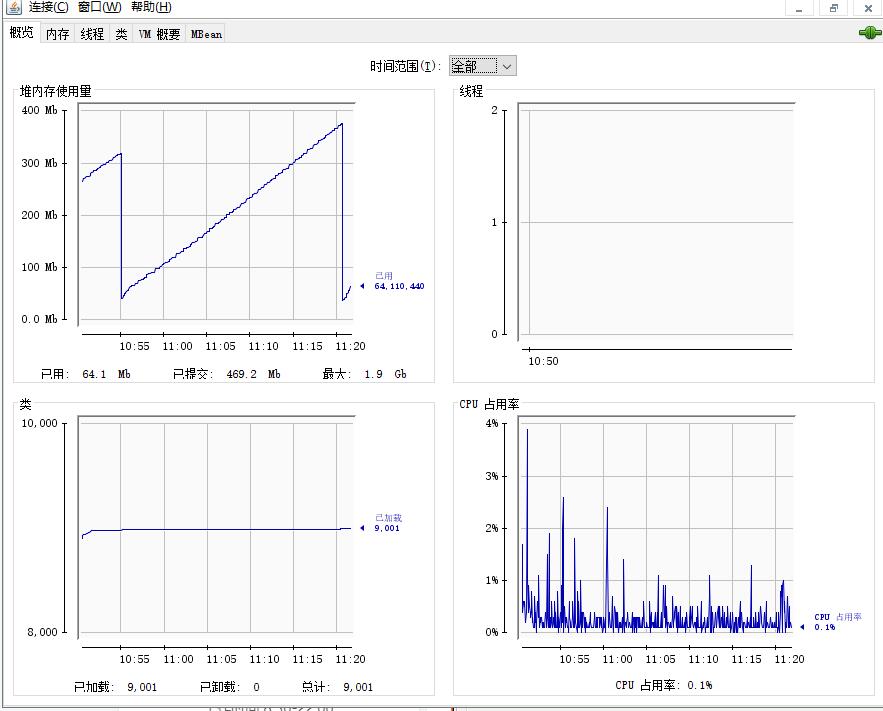 连接(C) 窗口(W) 帮助(H)
概览 内存 线程 类 VM 概要 MBean
时间范围(T): 全部
堆内存使用量
400 Mb
300 Mb
200 Mb
100 Mb
0.0 Mb
已用
64,110,440
10:55 11:00 11:05 11:10 11:15 11:20
已用: 64.1 Mb 已提交: 469.2 Mb 最大: 1.9 Gb
线程
2
1
0
10:50
类
10,000
8,000
已加载
9,001
10:55 11:00 11:05 11:10 11:15 11:20
已加载: 9,001 已卸载: 0 总计: 9,001
CPU 占用率
4%
3%
2%
1%
0%
CPU 占用率
0.1%
10:55 11:00 11:05 11:10 11:15 11:20
CPU 占用率: 0.1%